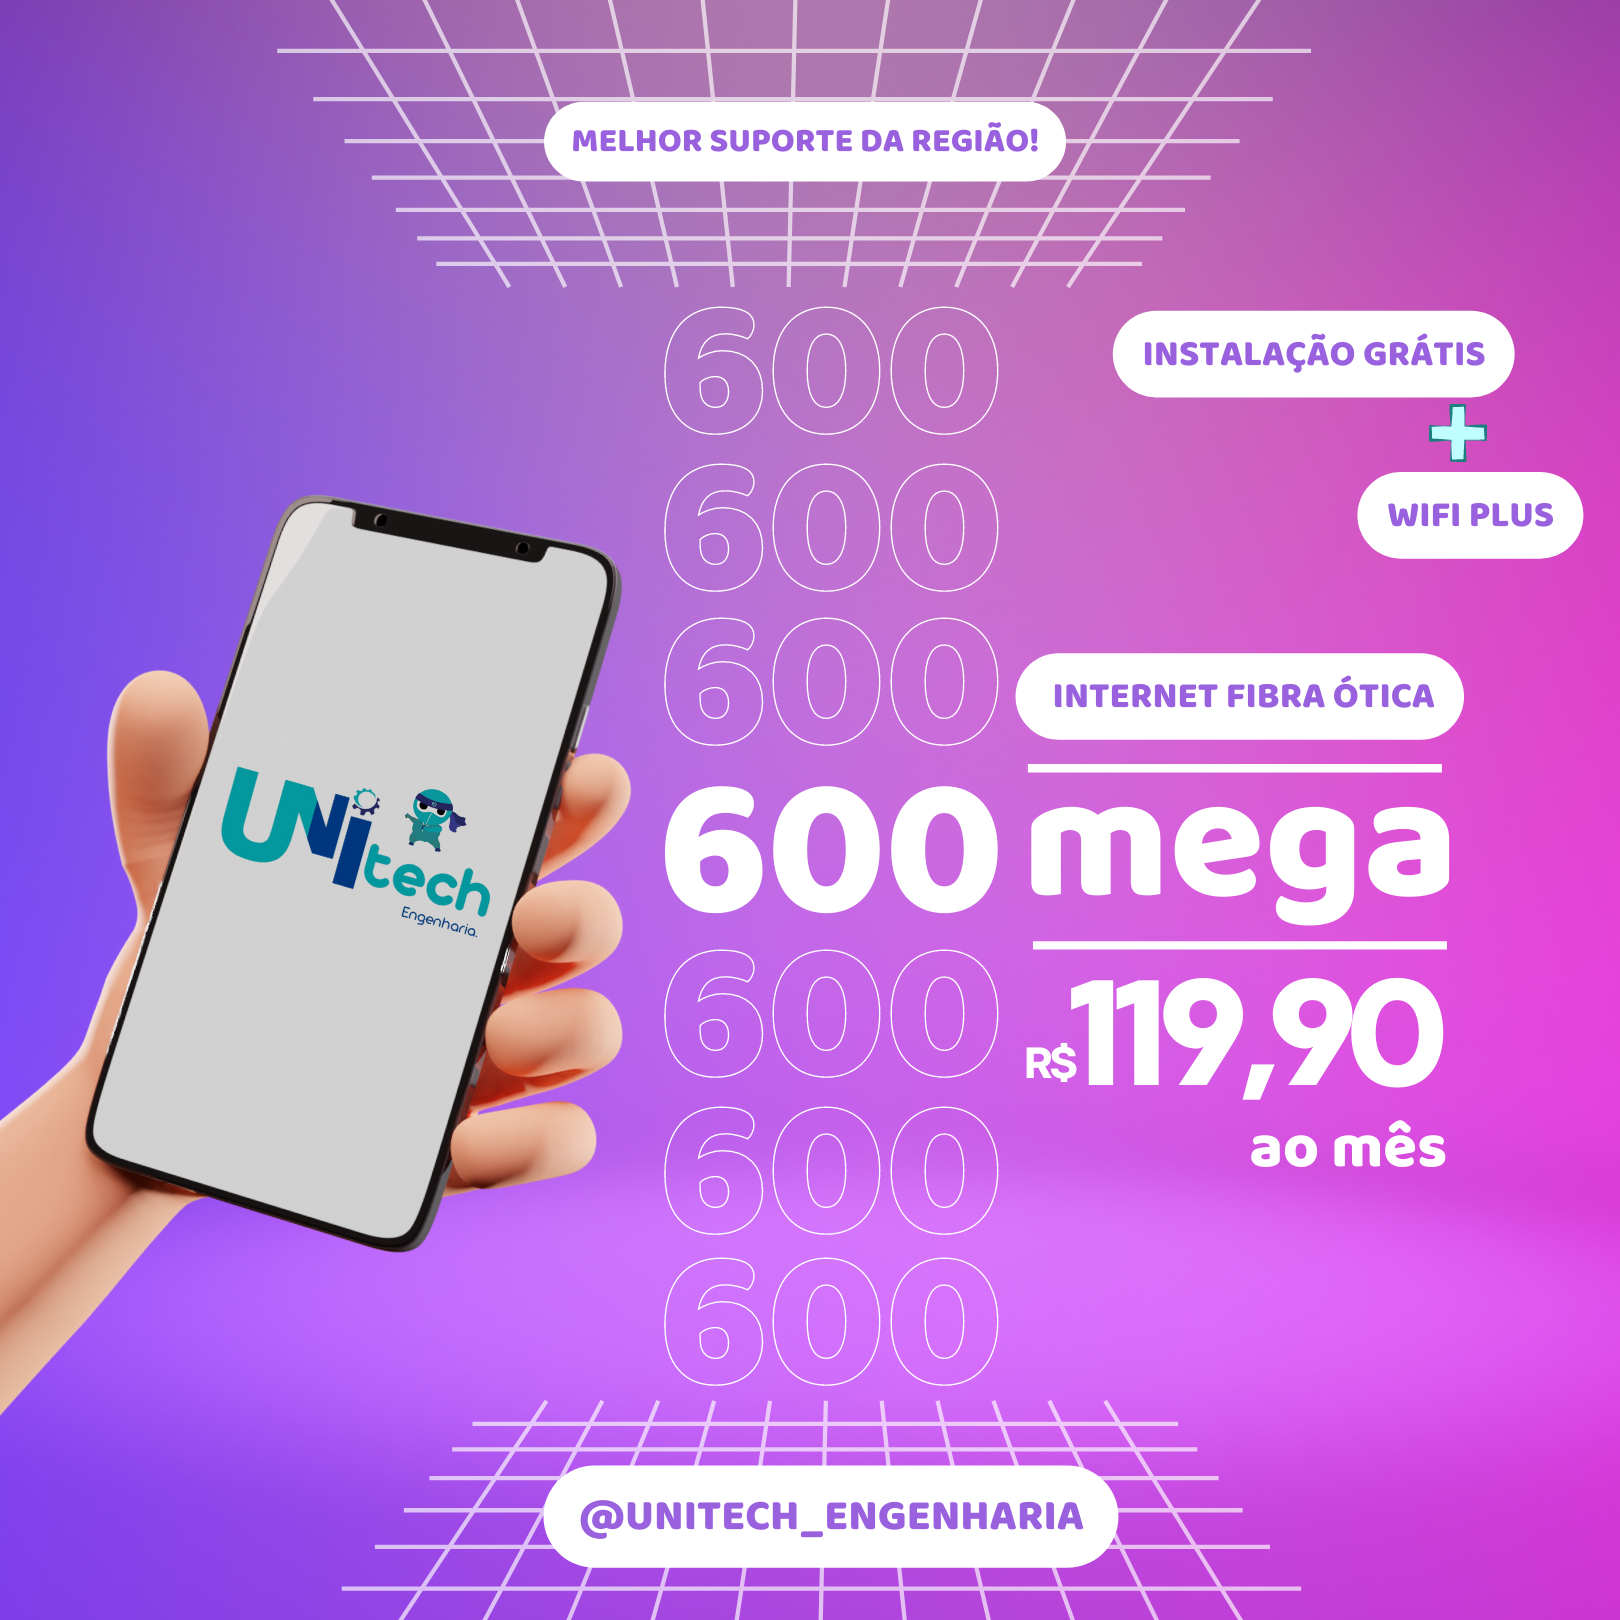 MELHOR SUPORTE DA REGIÃO!
600
INSTALAÇÃO GRÁTIS
+
600
WIFI PLUS
600
INTERNET FIBRA ÓTICA
600 mega
UNitech
Engenharia.
600
R$119,90
600
ao mês
600
@UNITECH_ENGENHARIA